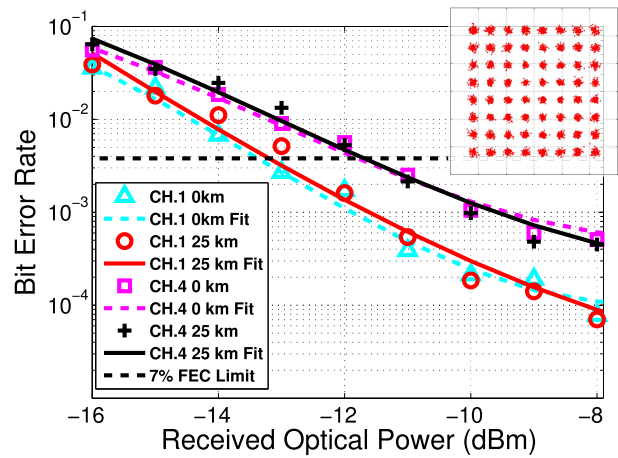 10⁻¹
10⁻²
10⁻³
10⁻⁴
Bit Error Rate
CH.1 0km
CH.1 0km Fit
CH.1 25 km
CH.1 25 km Fit
CH.4 0 km
CH.4 0 km Fit
CH.4 25 km
CH.4 25 km Fit
7% FEC Limit
−16 −14 −12 −10 −8
Received Optical Power (dBm)